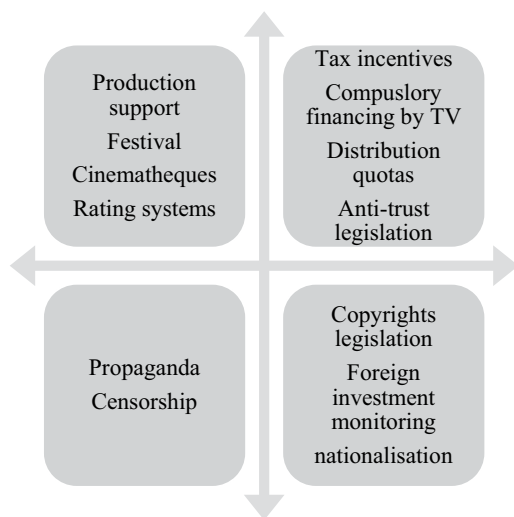 Production
support
Festival
Cinematheques
Rating systems
Tax incentives
Compuslory
financing by TV
Distribution
quotas
Anti-trust
legislation
Propaganda
Censorship
Copyrights
legislation
Foreign
investment
monitoring
nationalisation